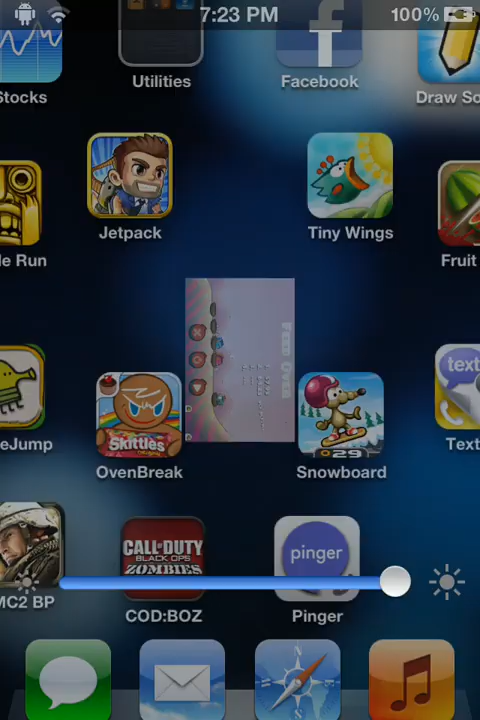 7:23 PM
100%
Stocks
Utilities
Facebook
Draw So
le Run
Jetpack
Tiny Wings
Fruit
text
Skittles
29
eJump
OvenBreak
Snowboard
Text
CALL OF DUTY
BLACK OPS
ZOMBIES
pinger
MC2 BP
COD:BOZ
Pinger